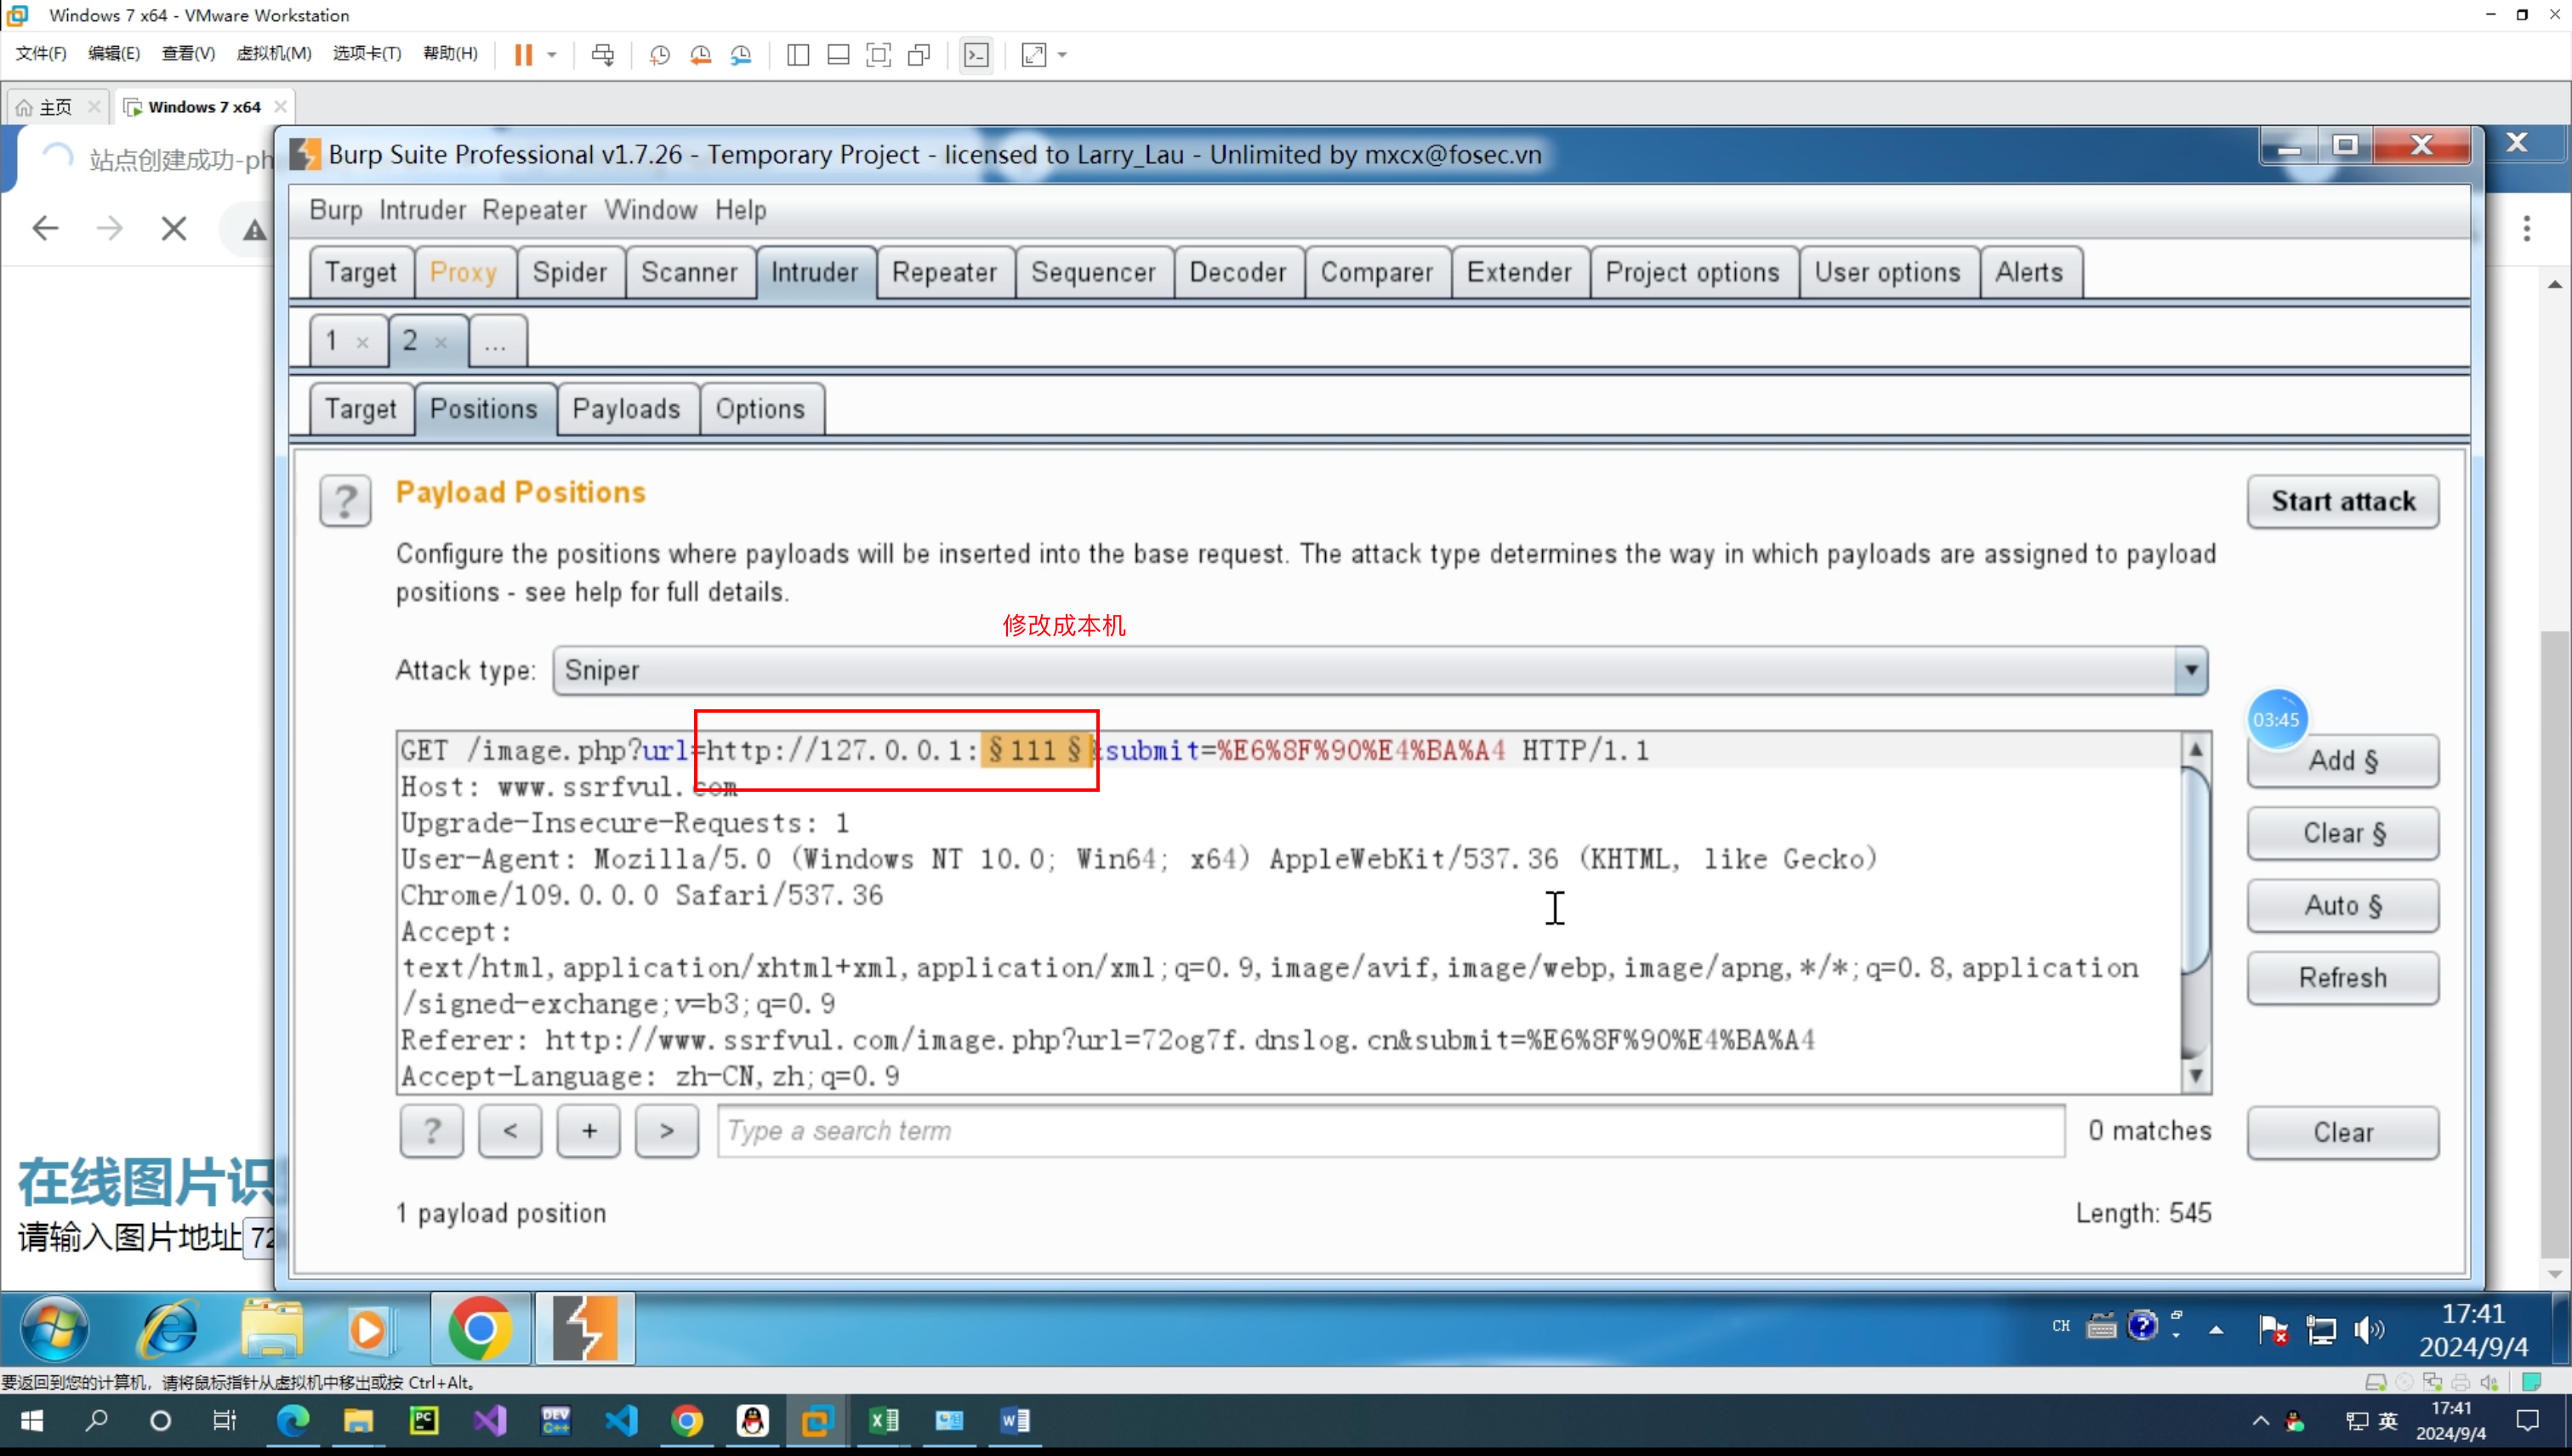 Windows 7 x64 - VMware Workstation
文件(F) 编辑(E) 查看(V) 虚拟机(M) 选项卡(T) 帮助(H)
主页 Windows 7 x64
站点创建成功-ph
Burp Suite Professional v1.7.26 - Temporary Project - licensed to Larry_Lau - Unlimited by mxcx@fosec.vn
Burp Intruder Repeater Window Help
Target Proxy Spider Scanner Intruder Repeater Sequencer Decoder Comparer Extender Project options User options Alerts
1 × 2 × ...
Target Positions Payloads Options
? Payload Positions
Start attack
Configure the positions where payloads will be inserted into the base request. The attack type determines the way in which payloads are assigned to payload
positions - see help for full details.
修改成本机
Attack type: Sniper
03:45
GET /image.php?url=http://127.0.0.1:§111§&submit=%E6%8F%90%E4%BA%A4 HTTP/1.1
Host: www.ssrfvul.com
Upgrade-Insecure-Requests: 1
User-Agent: Mozilla/5.0 (Windows NT 10.0; Win64; x64) AppleWebKit/537.36 (KHTML, like Gecko)
Chrome/109.0.0.0 Safari/537.36
Accept:
text/html,application/xhtml+xml,application/xml;q=0.9,image/avif,image/webp,image/apng,*/*;q=0.8,application
/signed-exchange;v=b3;q=0.9
Referer: http://www.ssrfvul.com/image.php?url=72og7f.dnslog.cn&submit=%E6%8F%90%E4%BA%A4
Accept-Language: zh-CN,zh;q=0.9
Add §
Clear §
Auto §
Refresh
? < + > Type a search term 0 matches Clear
1 payload position Length: 545
在线图片识
请输入图片地址 72
CH
17:41
2024/9/4
要返回到您的计算机，请将鼠标指针从虚拟机中移出或按 Ctrl+Alt。
英
17:41
2024/9/4